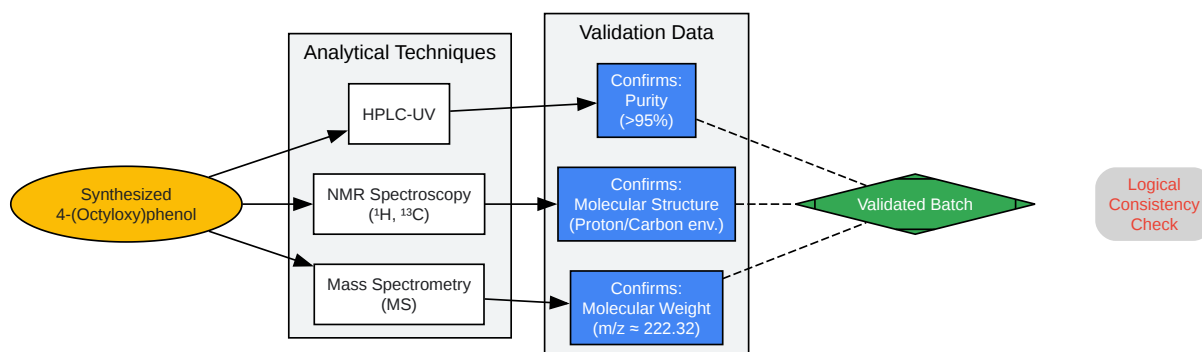 Analytical Techniques
Validation Data
Synthesized
4-(Octyloxy)phenol
HPLC-UV
NMR Spectroscopy
(¹H, ¹³C)
Mass Spectrometry
(MS)
Confirms:
Purity
(>95%)
Confirms:
Molecular Structure
(Proton/Carbon env.)
Confirms:
Molecular Weight
(m/z ≈ 222.32)
Validated Batch
Logical
Consistency
Check